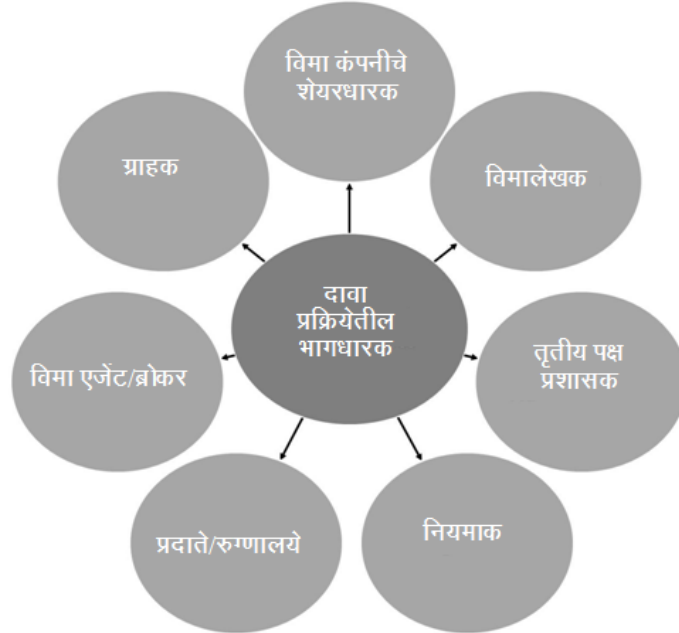 विमा कंपनीचे
शेयरधारक
ग्राहक
विमालेखक
दावा
प्रक्रियेतील
भागधारक
विमा एजेंट/ब्रोकर
तृतीय पक्ष
प्रशासक
प्रदाते/रुग्णालये
नियमाक